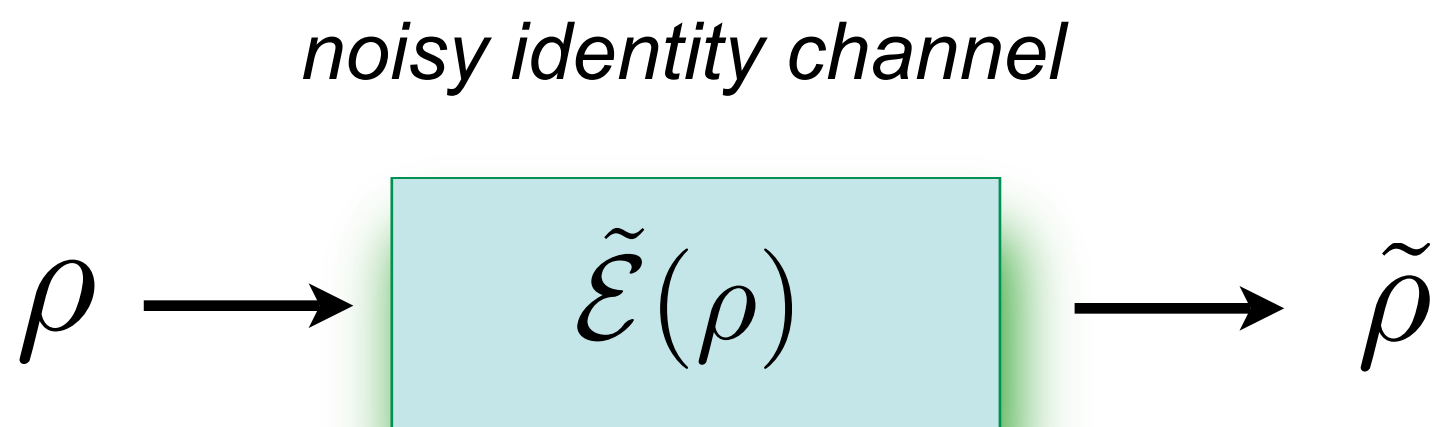 noisy identity channel
ρ Ẽ(ρ) ρ̃